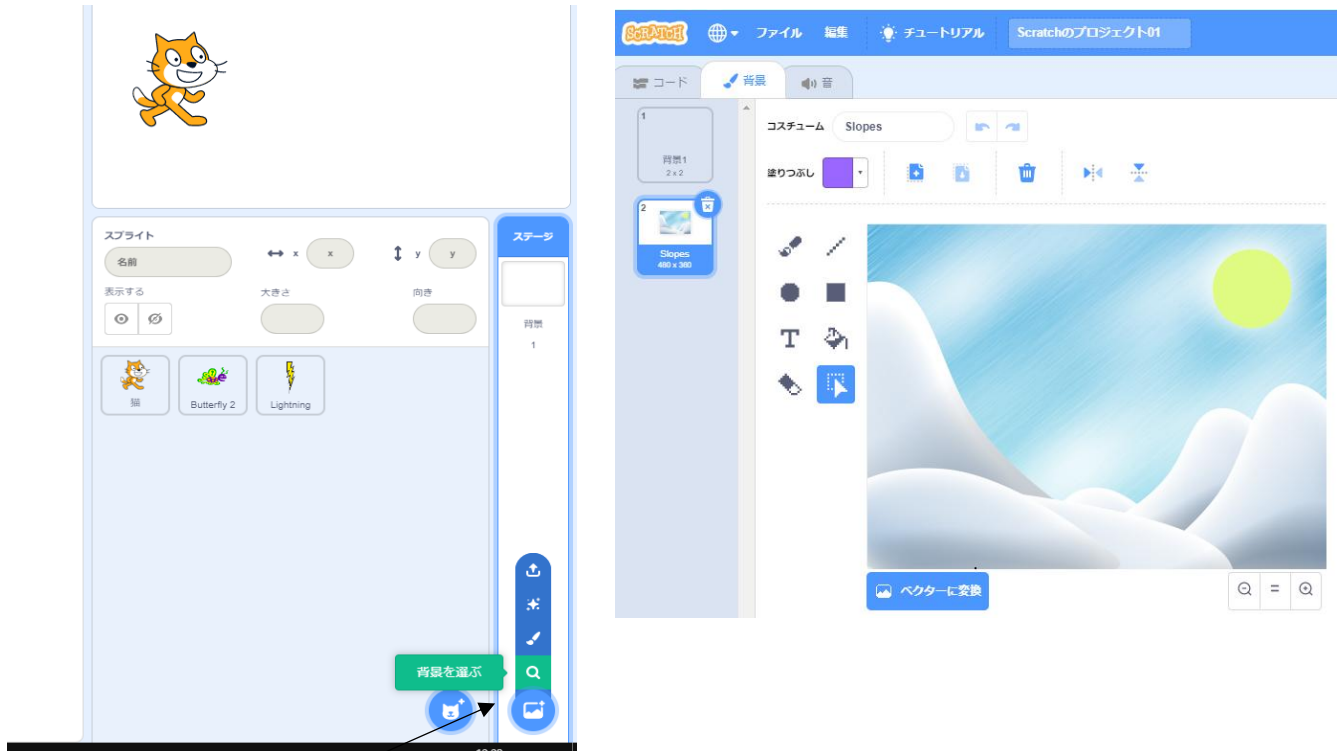 スプライト
名前
x
x
y
y
表示する
大きさ
向き
ステージ
背景
1
猫
Butterfly 2
Lightning
背景を選ぶ
SCRATCH
ファイル
編集
チュートリアル
Scratchのプロジェクト01
コード
背景
音
1
背景1
2 x 2
2
Slopes
480 x 360
コスチューム
Slopes
塗りつぶし
T
ベクターに変換